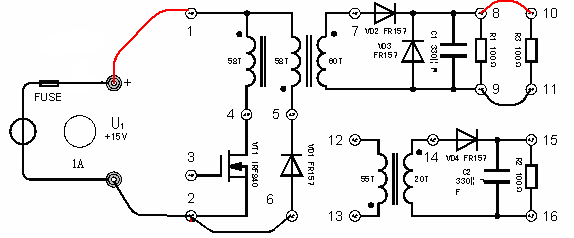 1
7
8
10
VD2 FR157
58T
58T
60T
VD3
FR157
C1 330µ
R1 100Ω
R3 100Ω
+
FUSE
U1
+15V
1A
4
5
9
11
3
VT1 IRF840
VD1 FR157
12
14
15
VD4 FR157
55T
20T
C2
330µ
F
R2
100Ω
2
6
13
16